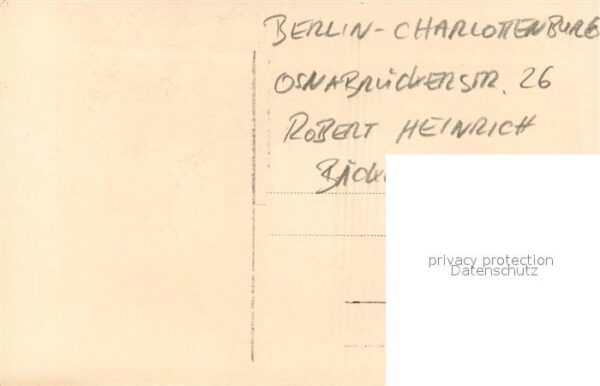 BERLIN-CHARLOTTENBURG
OSNABRÜCKERSTR. 26
ROBERT HEINRICH
privacy protection
Datenschutz